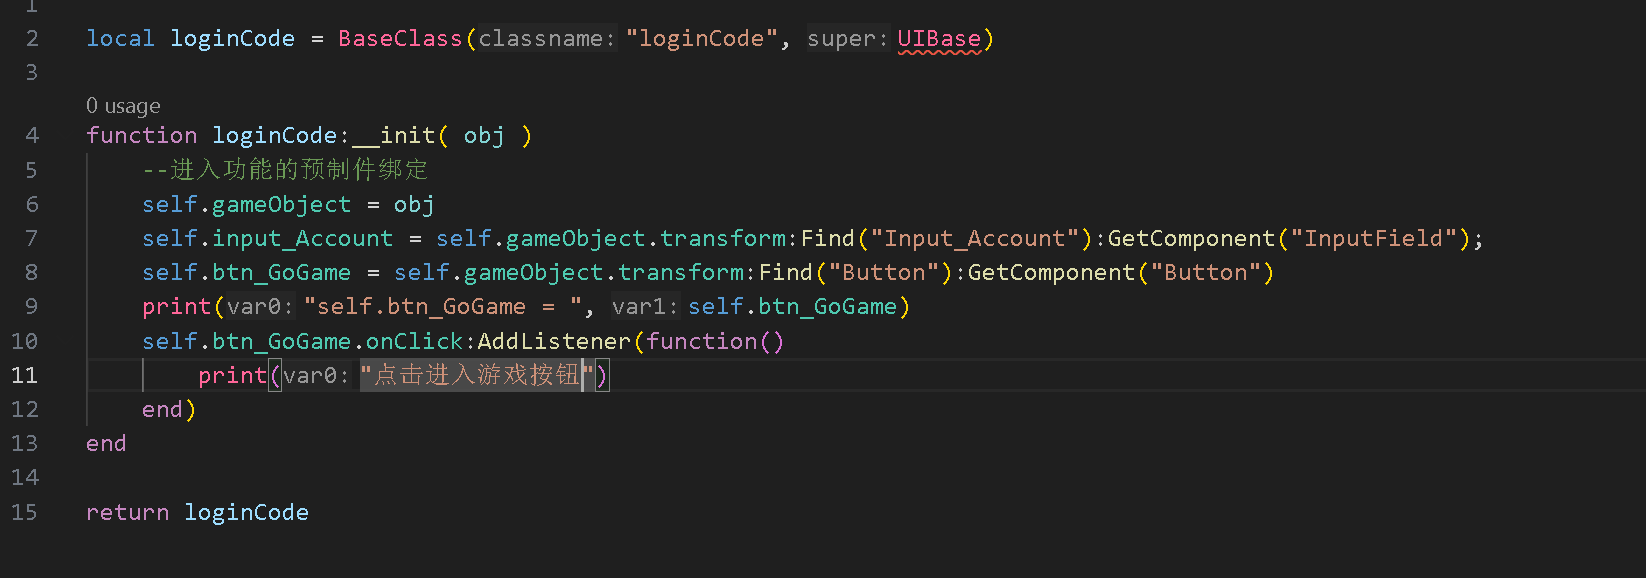 1
2 local loginCode = BaseClass(classname: "loginCode", super: UIBase)
3
0 usage
4 function loginCode:__init( obj )
5 --进入功能的预制件绑定
6 self.gameObject = obj
7 self.input_Account = self.gameObject.transform:Find("Input_Account"):GetComponent("InputField");
8 self.btn_GoGame = self.gameObject.transform:Find("Button"):GetComponent("Button")
9 print(var0: "self.btn_GoGame = ", var1: self.btn_GoGame)
10 self.btn_GoGame.onClick:AddListener(function()
11 print(var0: "点击进入游戏按钮")
12 end)
13 end
14
15 return loginCode